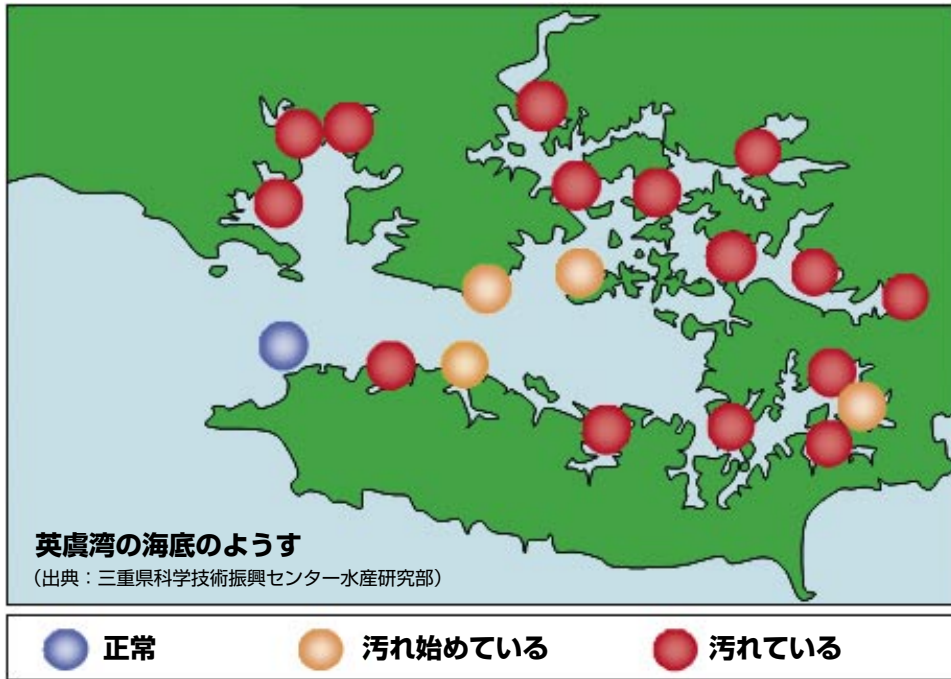 英虞湾の海底のようす
（出典：三重県科学技術振興センター水産研究部）
正常
汚れ始めている
汚れている